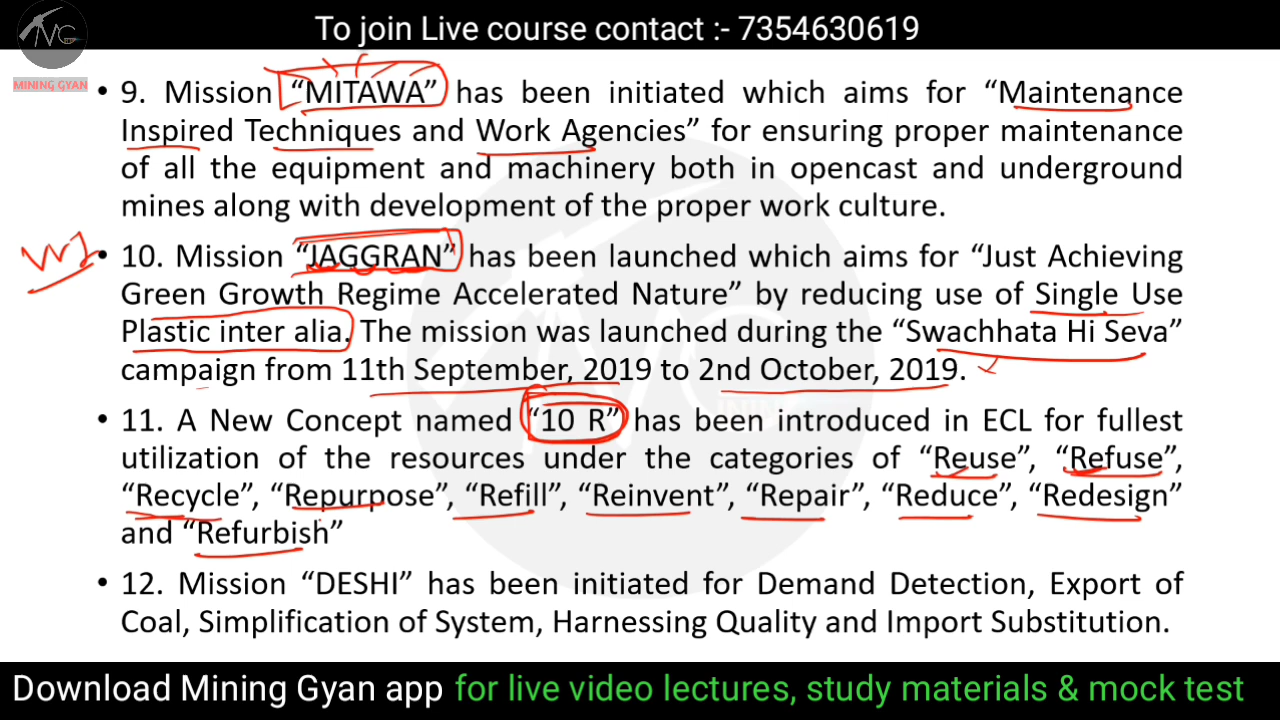 To join Live course contact :- 7354630619
MINING GYAN
• 9. Mission “MITAWA” has been initiated which aims for “Maintenance
Inspired Techniques and Work Agencies” for ensuring proper maintenance
of all the equipment and machinery both in opencast and underground
mines along with development of the proper work culture.
• 10. Mission “JAGGRAN” has been launched which aims for “Just Achieving
Green Growth Regime Accelerated Nature” by reducing use of Single Use
Plastic inter alia. The mission was launched during the “Swachhata Hi Seva”
campaign from 11th September, 2019 to 2nd October, 2019.
• 11. A New Concept named “10 R” has been introduced in ECL for fullest
utilization of the resources under the categories of “Reuse”, “Refuse”,
“Recycle”, “Repurpose”, “Refill”, “Reinvent”, “Repair”, “Reduce”, “Redesign”
and “Refurbish”
• 12. Mission “DESHI” has been initiated for Demand Detection, Export of
Coal, Simplification of System, Harnessing Quality and Import Substitution.
Download Mining Gyan app for live video lectures, study materials & mock test